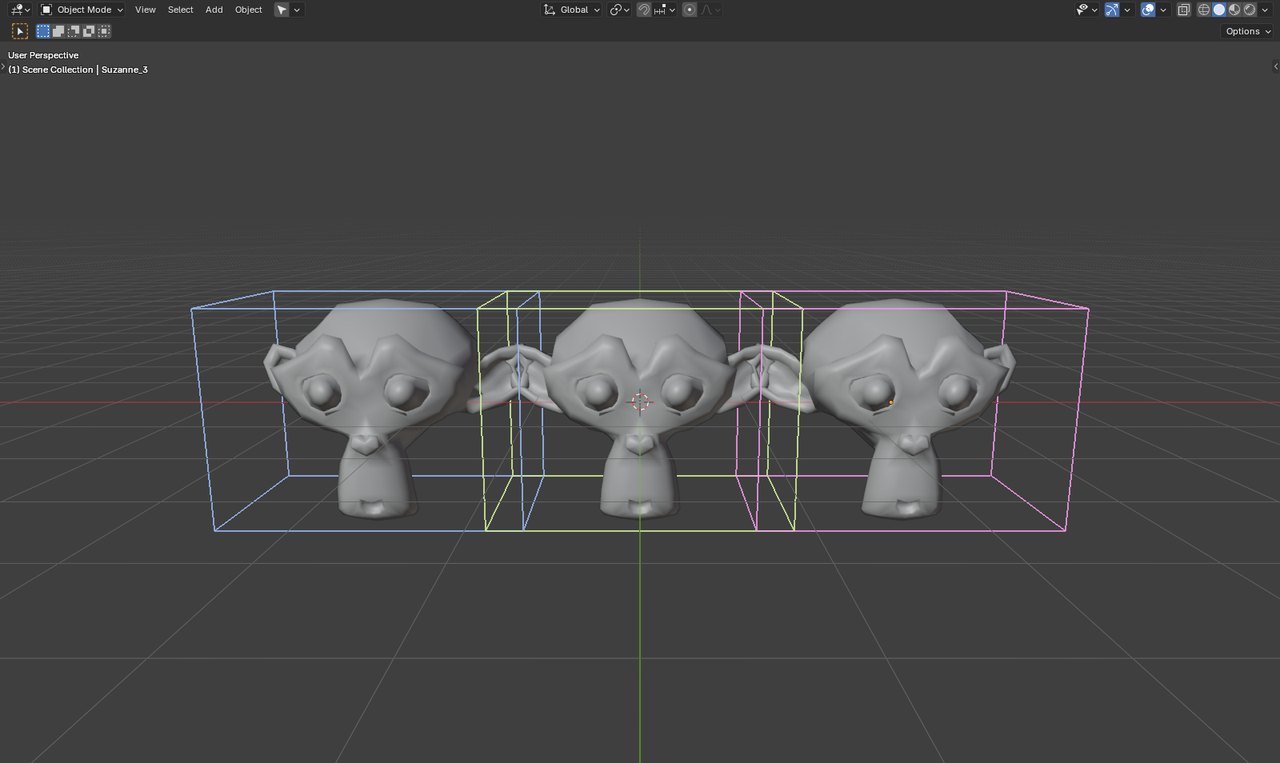 Object Mode View Select Add Object Global
Options
User Perspective
(1) Scene Collection | Suzanne_3